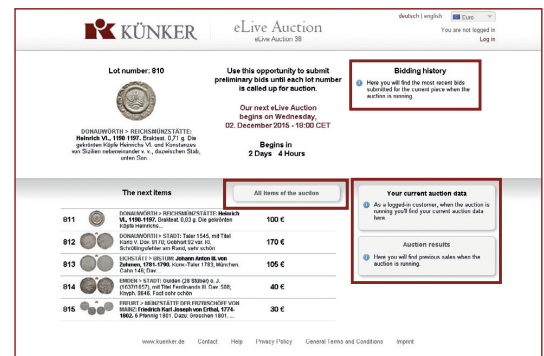 deutsch | english
Euro
KÜNKER
eLive Auction
eLive Auction 38
You are not logged in
Log in
Lot number: 810
DONAUWÖRTH > REICHSMÜNZSTÄTTE:
Heinrich VI., 1190-1197. Brakteat. 0,71 g. Die
gekrönten Köpfe Heinrichs VI. und Konstanzes
von Sizilien nebeneinander v. v., dazwischen Stab,
unten Stern...
Use this opportunity to submit
preliminary bids until each lot number
is called up for auction.
Our next eLive Auction
begins on Wednesday,
02. December 2015 - 18:00 CET
Begins in
2 Days 4 Hours
Bidding history
Here you will find the most recent bids
submitted for the current piece when the
auction is running.
The next items
All items of the auction
811
DONAUWÖRTH > REICHSMÜNZSTÄTTE: Heinrich
VI., 1190-1197. Brakteat. 0,83 g. Die gekrönten
Köpfe Heinrichs...
100 €
812
DONAUWÖRTH > STADT: Taler 1545, mit Titel
Karls V. Dav. 9170; Gebhart 92 var. Kl.
Schrötlingsfehler am Rand, sehr schön
170 €
813
EICHSTÄTT > BISTUM: Johann Anton III. von
Zehmen, 1781-1790. Konv.-Taler 1783, München.
Cahn 146; Dav...
105 €
814
EMDEN > STADT: Gulden (28 Stüber) o. J.
(1637/1657), mit Titel Ferdinands III. Dav. 508;
Knyph. 9646. Fast sehr schön
40 €
815
ERFURT > MÜNZSTÄTTE DER ERZBISCHÖFE VON
MAINZ: Friedrich Karl Joseph von Erthal, 1774-
1802. 6 Pfennig 1801. Dazu: Groschen 1801....
30 €
Your current auction data
As a logged-in customer, when the auction is
running you'll find your current auction data
here.
Auction results
Here you will find previous sales when the
auction is running.
www.kuenker.de Contact Help Privacy Policy General Terms and Conditions Imprint